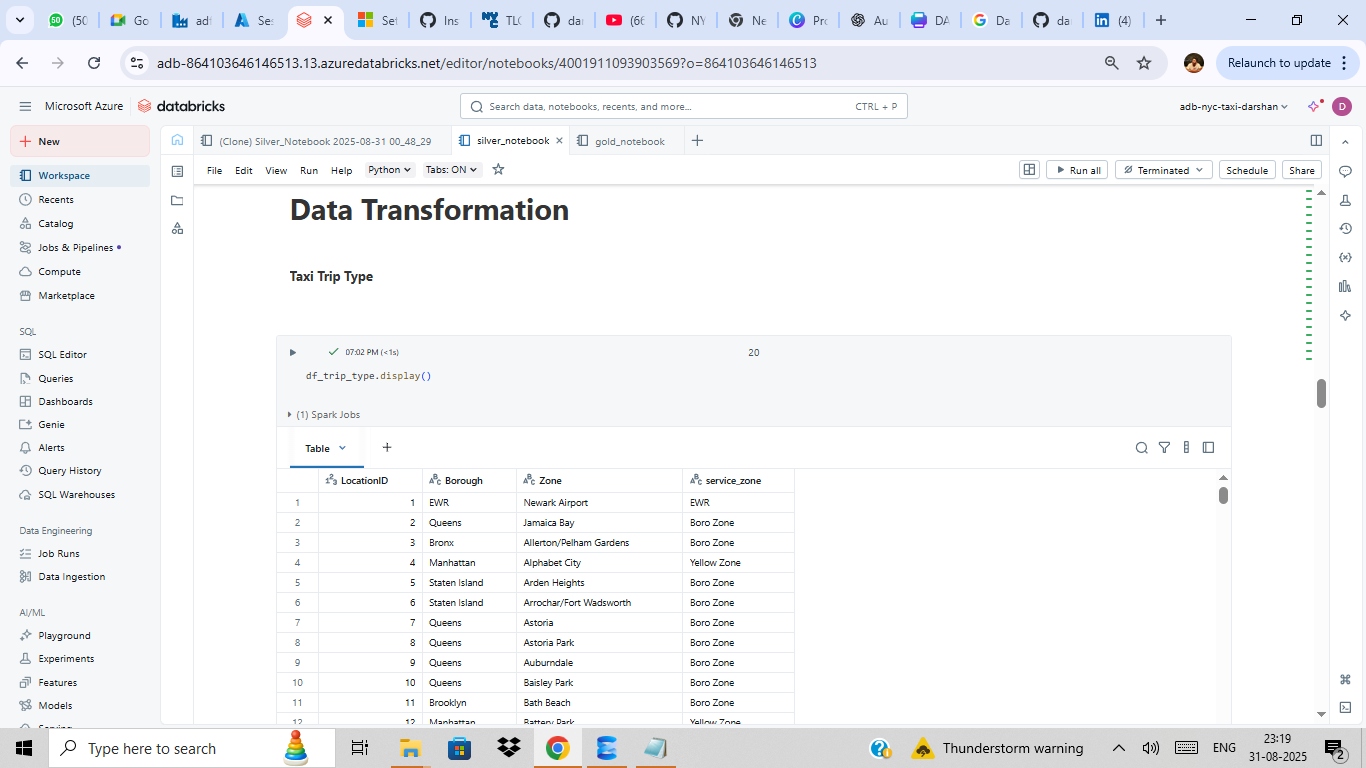 (50
Go
adf
Ses
Set
Ins
TLC
da
(66
NY
Ne
Pro
Au
DA
Da
da
(4)
adb-864103646146513.13.azuredatabricks.net/editor/notebooks/4001911093903569?o=864103646146513
Relaunch to update
Microsoft Azure
databricks
Search data, notebooks, recents, and more...
CTRL + P
adb-nyc-taxi-darshan
D
New
Workspace
Recents
Catalog
Jobs & Pipelines
Compute
Marketplace
SQL
SQL Editor
Queries
Dashboards
Genie
Alerts
Query History
SQL Warehouses
Data Engineering
Job Runs
Data Ingestion
AI/ML
Playground
Experiments
Features
Models
Serving
(Clone) Silver_Notebook 2025-08-31 00_48_29
silver_notebook
gold_notebook
File Edit View Run Help Python Tabs: ON
Run all
Terminated
Schedule
Share
Data Transformation
Taxi Trip Type
07:02 PM (<1s)
20
df_trip_type.display()
(1) Spark Jobs
Table
LocationID Borough Zone service_zone
1 1 EWR Newark Airport EWR
2 2 Queens Jamaica Bay Boro Zone
3 3 Bronx Allerton/Pelham Gardens Boro Zone
4 4 Manhattan Alphabet City Yellow Zone
5 5 Staten Island Arden Heights Boro Zone
6 6 Staten Island Arrochar/Fort Wadsworth Boro Zone
7 7 Queens Astoria Boro Zone
8 8 Queens Astoria Park Boro Zone
9 9 Queens Auburndale Boro Zone
10 10 Queens Baisley Park Boro Zone
11 11 Brooklyn Bath Beach Boro Zone
12 12 Manhattan Battery Park Yellow Zone
Type here to search
Thunderstorm warning
ENG
23:19
31-08-2025
2